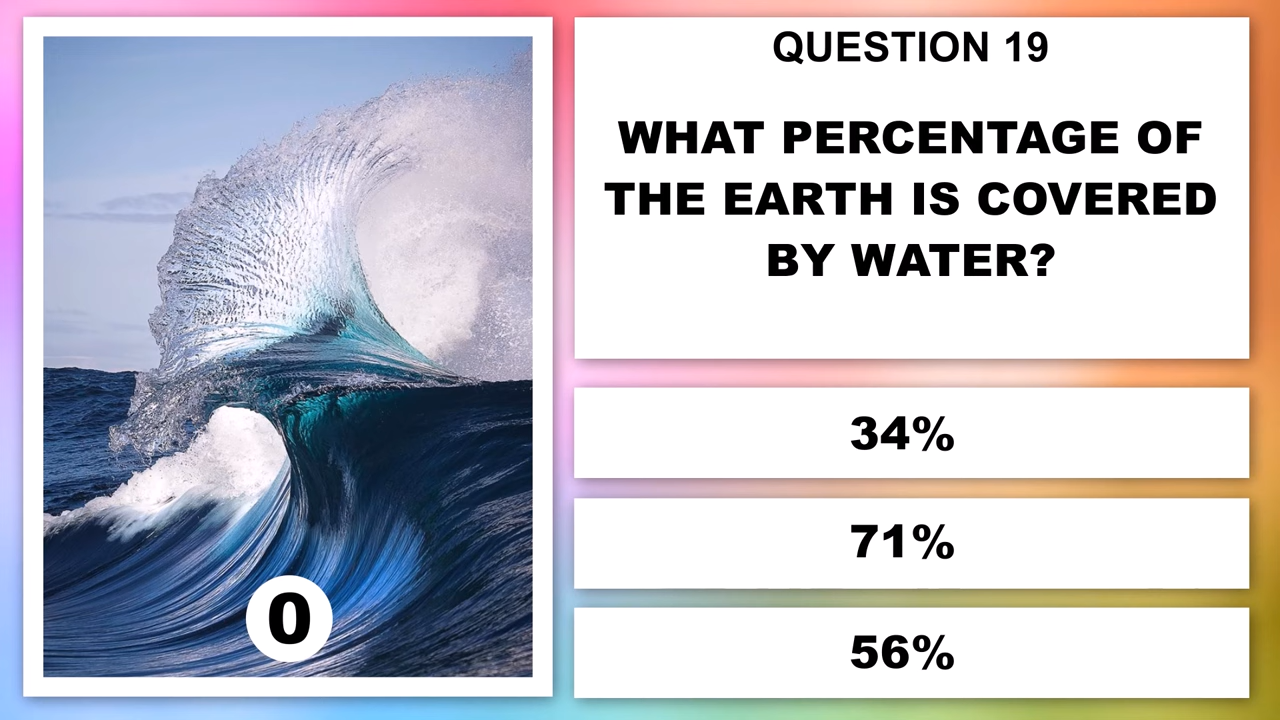 QUESTION 19
WHAT PERCENTAGE OF
THE EARTH IS COVERED
BY WATER?
34%
71%
56%
0